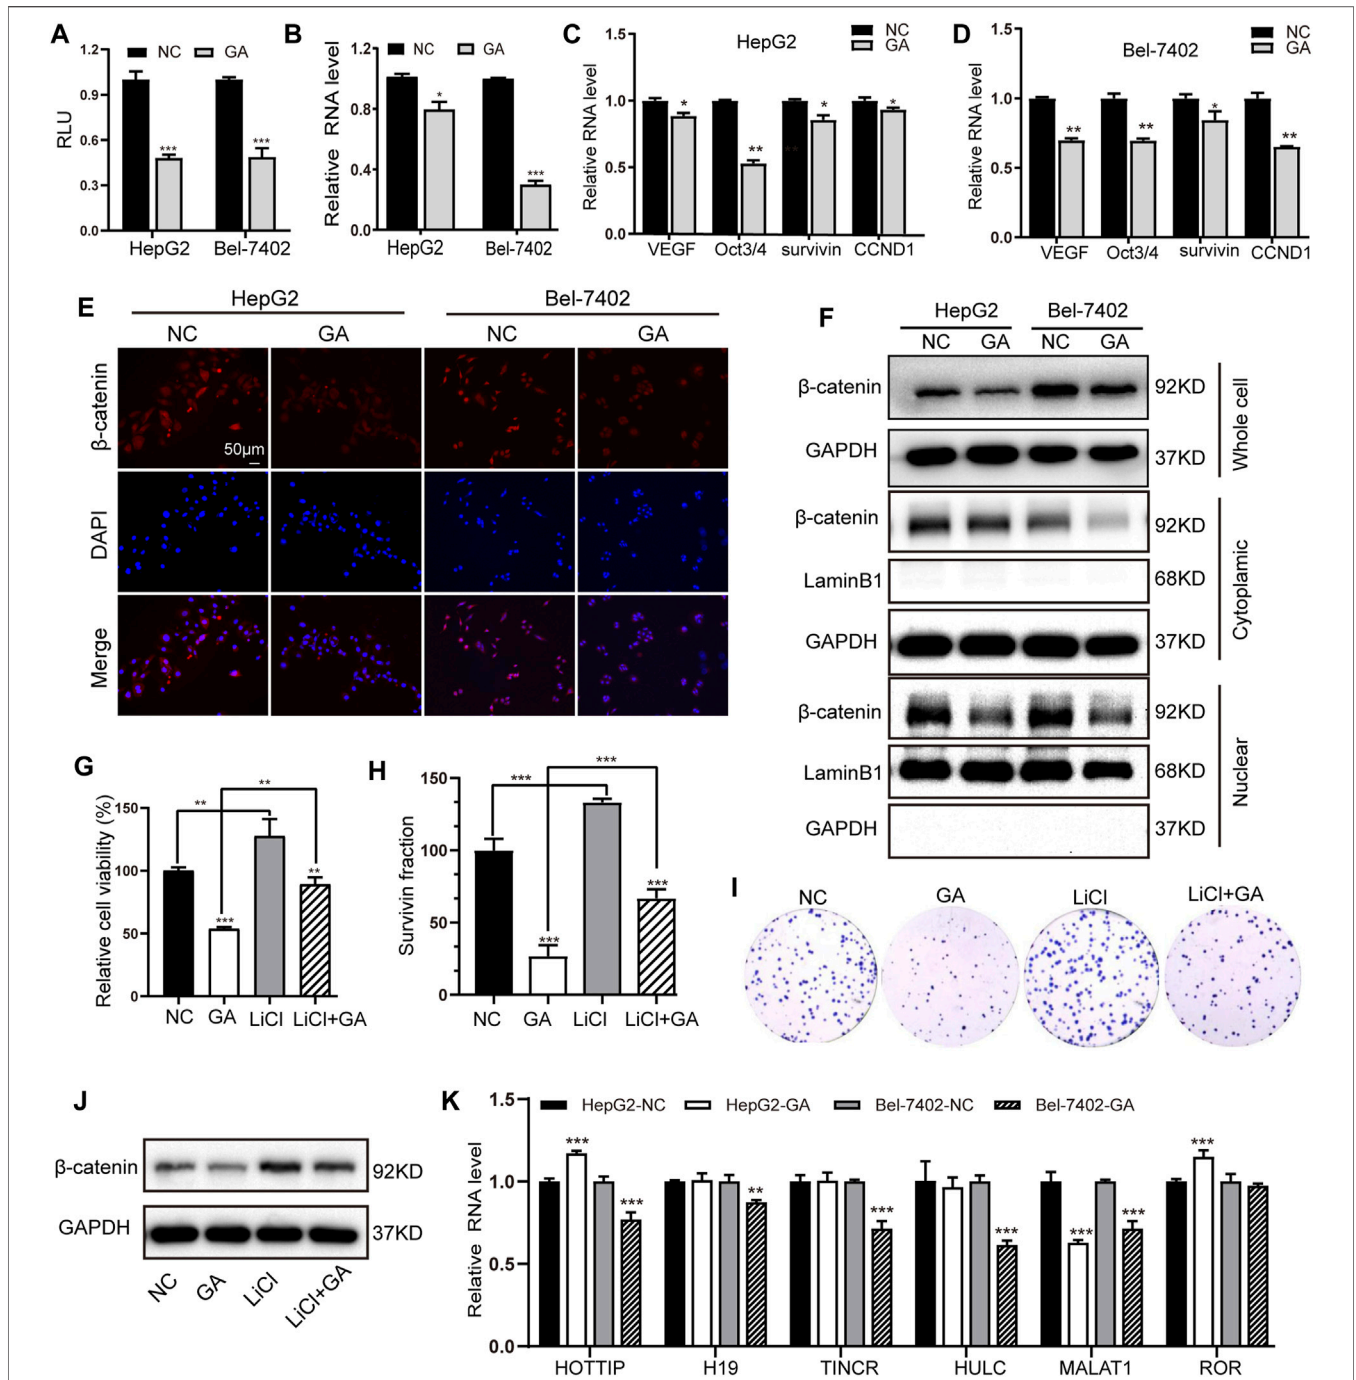 A
RLU
1.2
0.9
0.6
0.3
0.0
NC GA
***
***
HepG2 Bel-7402
B
Relative RNA level
1.2
0.8
0.4
0.0
NC GA
*
***
HepG2 Bel-7402
C
Relative RNA level
1.5
1.0
0.5
0.0
HepG2
NC
GA
*
**
*
*
VEGF Oct3/4 survivin CCND1
D
Relative RNA level
1.5
1.0
0.5
0.0
Bel-7402
NC
GA
**
**
*
**
VEGF Oct3/4 survivin CCND1
E
HepG2 Bel-7402
NC GA NC GA
β-catenin
50μm
DAPI
Merge
F
HepG2 Bel-7402
NC GA NC GA
β-catenin 92KD
GAPDH 37KD
Whole cell
β-catenin 92KD
LaminB1 68KD
GAPDH 37KD
Cytoplamic
β-catenin 92KD
LaminB1 68KD
GAPDH 37KD
Nuclear
G
Relative cell viability (%)
150
100
50
0
**
**
***
**
NC GA LiCl LiCl+GA
H
Survivin fraction
150
100
50
0
***
***
***
***
NC GA LiCl LiCl+GA
I
NC GA LiCl LiCl+GA
J
β-catenin 92KD
GAPDH 37KD
NC GA LiCl LiCl+GA
K
Relative RNA level
1.5
1.0
0.5
0.0
HepG2-NC HepG2-GA Bel-7402-NC Bel-7402-GA
***
***
**
***
***
***
***
***
HOTTIP H19 TINCR HULC MALAT1 ROR